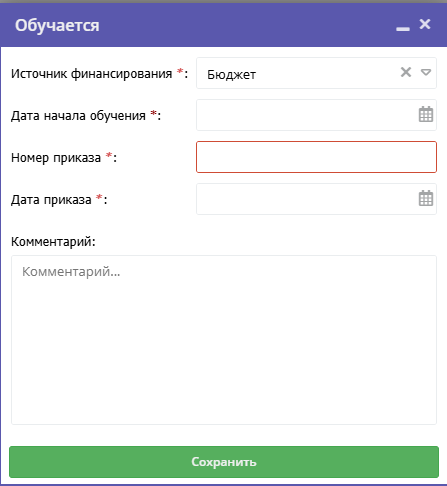 Обучается
Источник финансирования *: Бюджет
Дата начала обучения *:
Номер приказа *:
Дата приказа *:
Комментарий:
Комментарий...
Сохранить